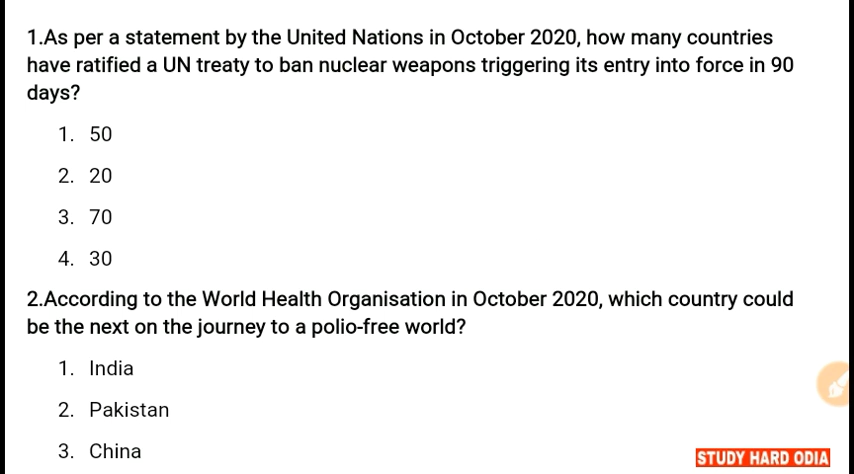 1.As per a statement by the United Nations in October 2020, how many countries
have ratified a UN treaty to ban nuclear weapons triggering its entry into force in 90
days?
1. 50
2. 20
3. 70
4. 30
2.According to the World Health Organisation in October 2020, which country could
be the next on the journey to a polio-free world?
1. India
2. Pakistan
3. China
STUDY HARD ODIA